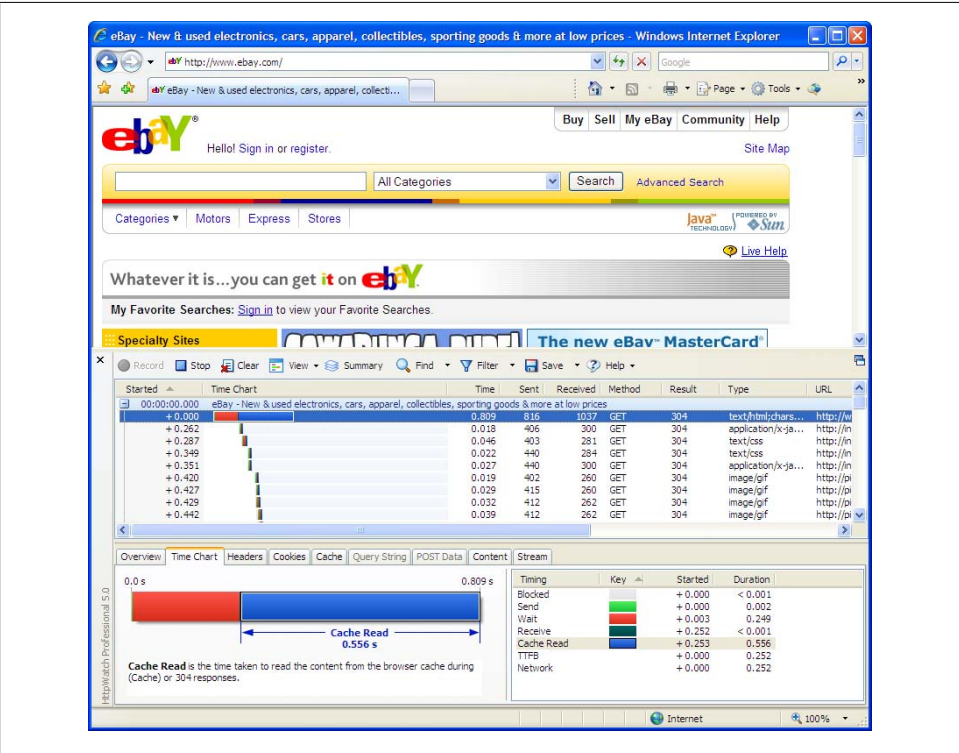 eBay - New & used electronics, cars, apparel, collectibles, sporting goods & more at low prices - Windows Internet Explorer
http://www.ebay.com/
Google
eBay - New & used electronics, cars, apparel, collecti...
Page Tools
ebY®
Buy Sell My eBay Community Help
Hello! Sign in or register.
Site Map
All Categories Search Advanced Search
Categories Motors Express Stores
Java™ TECHNOLOGY POWERED BY Sun
Live Help
Whatever it is...you can get it on ebY.
My Favorite Searches: Sign in to view your Favorite Searches.
Specialty Sites
The new eBay™ MasterCard®
Record Stop Clear View Summary Find Filter Save Help
Started Time Chart Time Sent Received Method Result Type URL
00:00:00.000 eBay - New & used electronics, cars, apparel, collectibles, sporting goods & more at low prices
+ 0.000 0.809 816 1037 GET 304 text/html;chars... http://w
+ 0.262 0.018 406 300 GET 304 application/x-ja... http://in
+ 0.287 0.046 403 281 GET 304 text/css http://in
+ 0.349 0.022 440 284 GET 304 text/css http://in
+ 0.351 0.027 440 300 GET 304 application/x-ja... http://in
+ 0.420 0.019 402 260 GET 304 image/gif http://pi
+ 0.427 0.029 415 260 GET 304 image/gif http://pi
+ 0.429 0.032 412 262 GET 304 image/gif http://pi
+ 0.442 0.039 412 262 GET 304 image/gif http://pi
Overview Time Chart Headers Cookies Cache Query String POST Data Content Stream
0.0 s 0.809 s
Cache Read
0.556 s
Cache Read is the time taken to read the content from the browser cache during
(Cache) or 304 responses.
Timing Key Started Duration
Blocked + 0.000 < 0.001
Send + 0.000 0.002
Wait + 0.003 0.249
Receive + 0.252 < 0.001
Cache Read + 0.253 0.556
TTFB + 0.000 0.252
Network + 0.000 0.252
HttpWatch Professional 5.0
Internet 100%